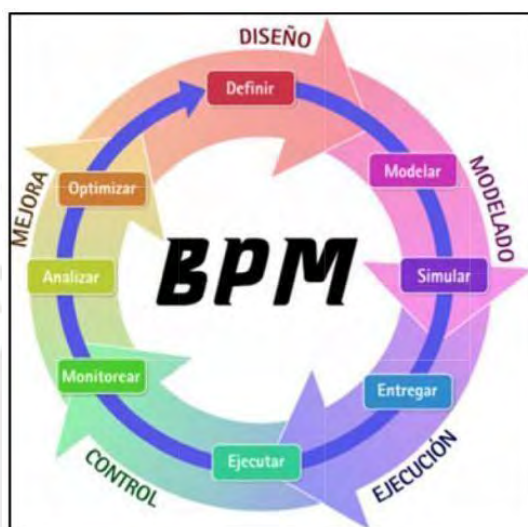 DISEÑO
Definir
Modelar
MODELADO
Simular
Entregar
EJECUCIÓN
Ejecutar
CONTROL
Monitorear
Analizar
MEJORA
Optimizar
BPM